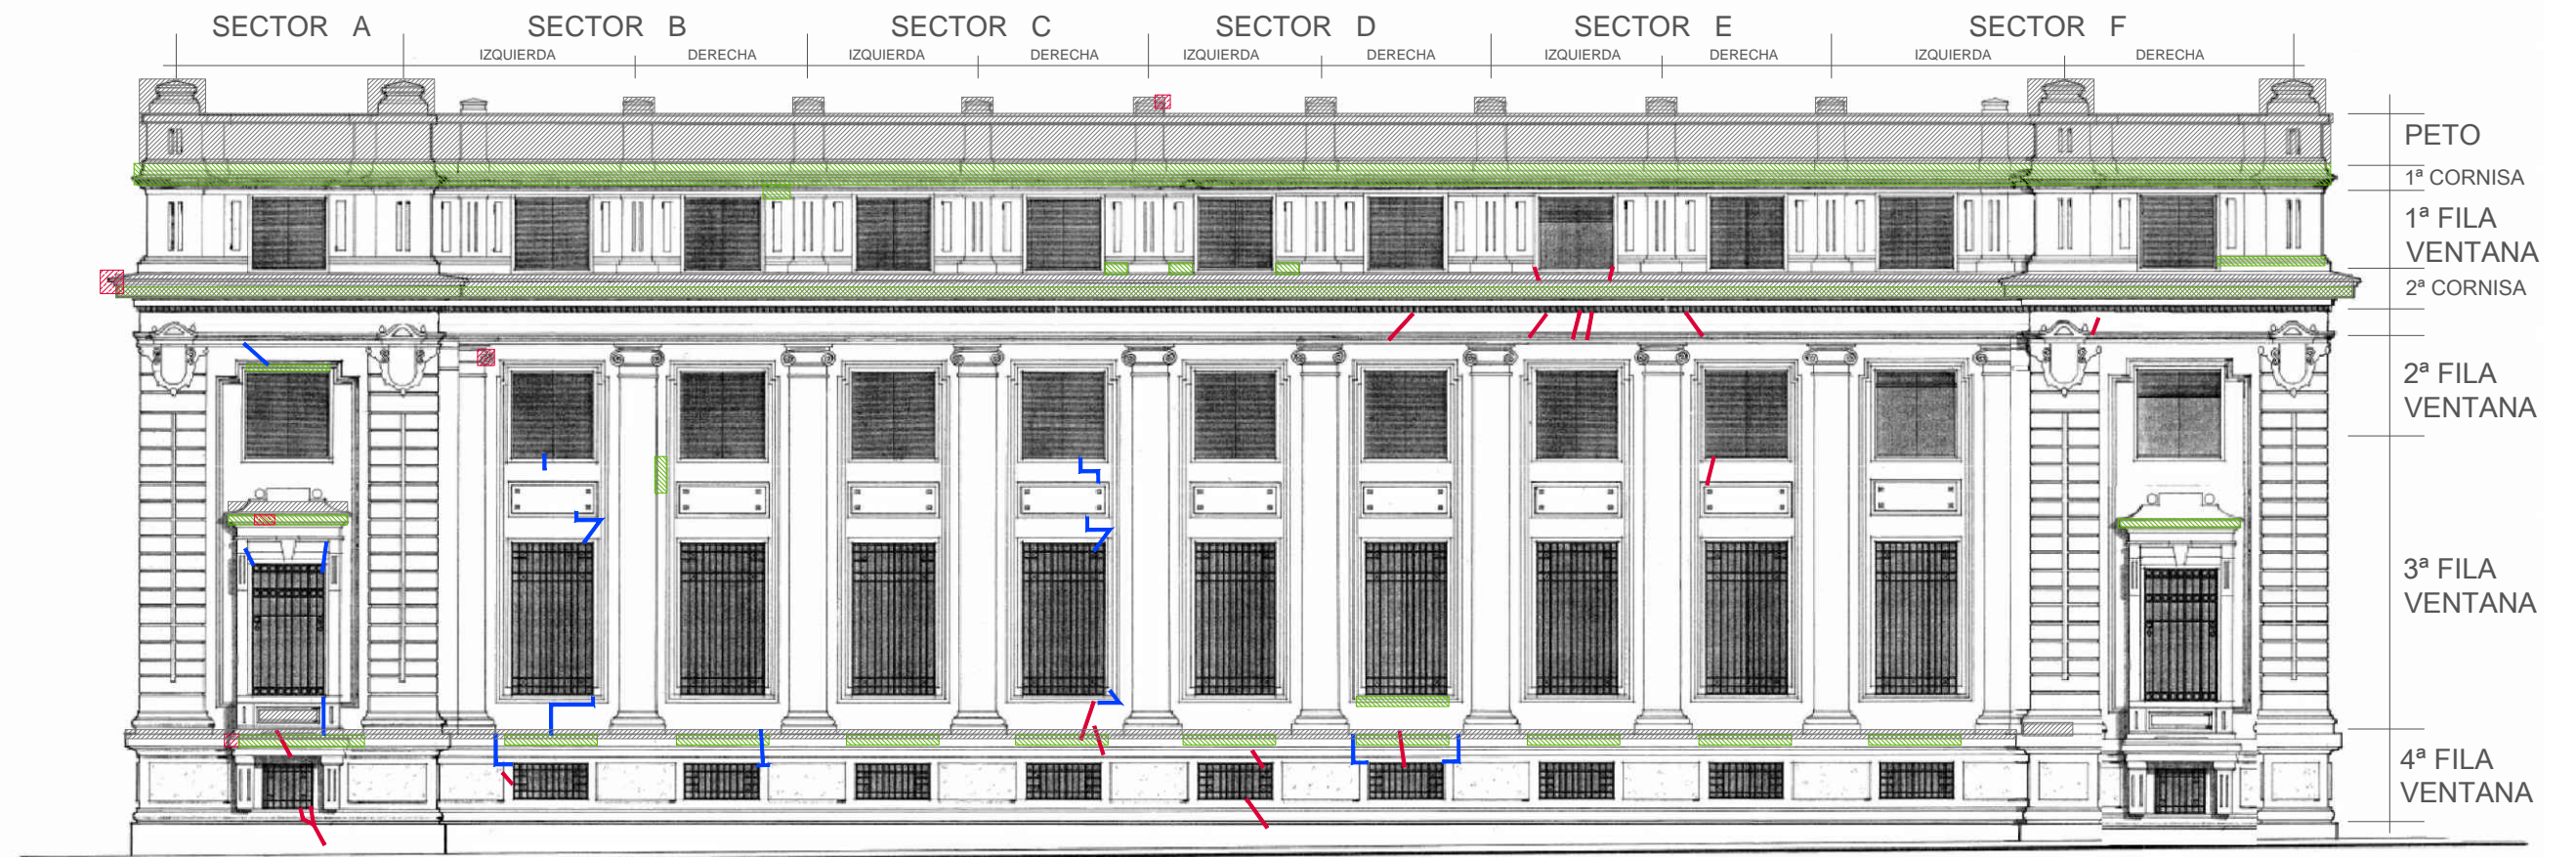 SECTOR A
SECTOR B
SECTOR C
SECTOR D
SECTOR E
SECTOR F
IZQUIERDA
DERECHA
IZQUIERDA
DERECHA
IZQUIERDA
DERECHA
IZQUIERDA
DERECHA
IZQUIERDA
DERECHA
PETO
1ª CORNISA
1ª FILA
VENTANA
2ª CORNISA
2ª FILA
VENTANA
3ª FILA
VENTANA
4ª FILA
VENTANA